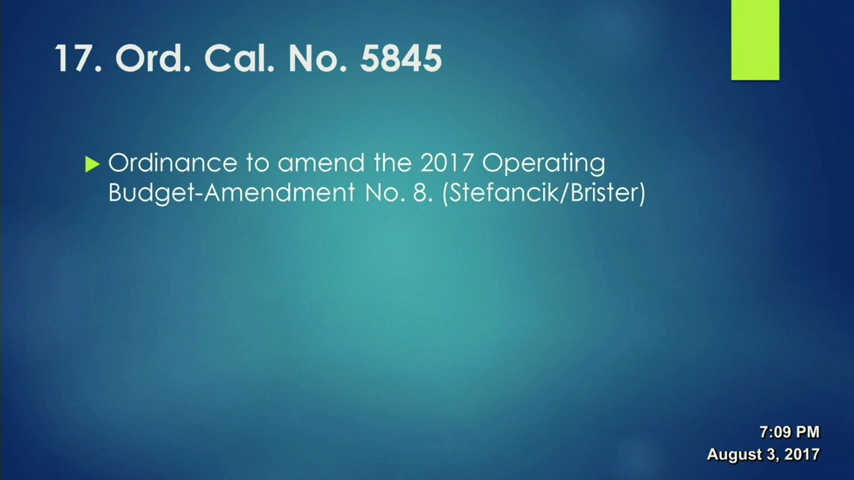 17. Ord. Cal. No. 5845
Ordinance to amend the 2017 Operating
Budget-Amendment No. 8. (Stefancik/Brister)
7:09 PM
August 3, 2017